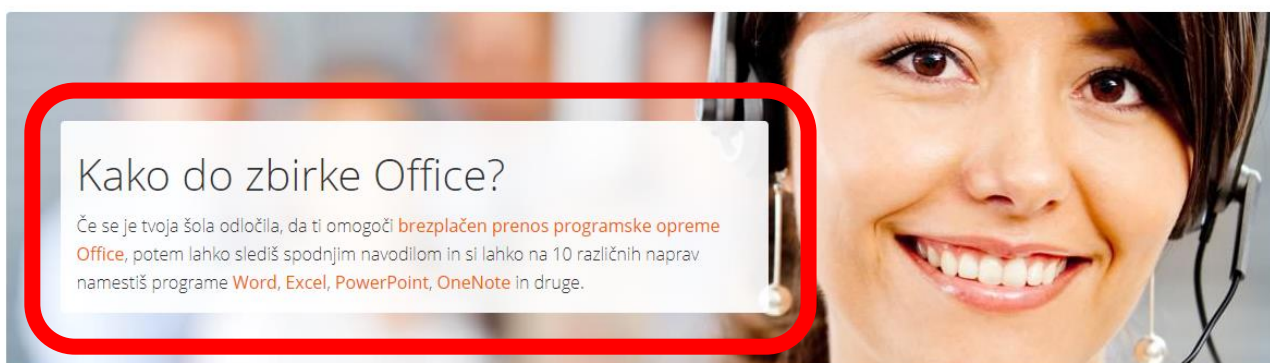 Kako do zbirke Office?
Če se je tvoja šola odločila, da ti omogoči brezplačen prenos programske opreme
Office, potem lahko slediš spodnjim navodilom in si lahko na 10 različnih naprav
namestiš programe Word, Excel, PowerPoint, OneNote in druge.